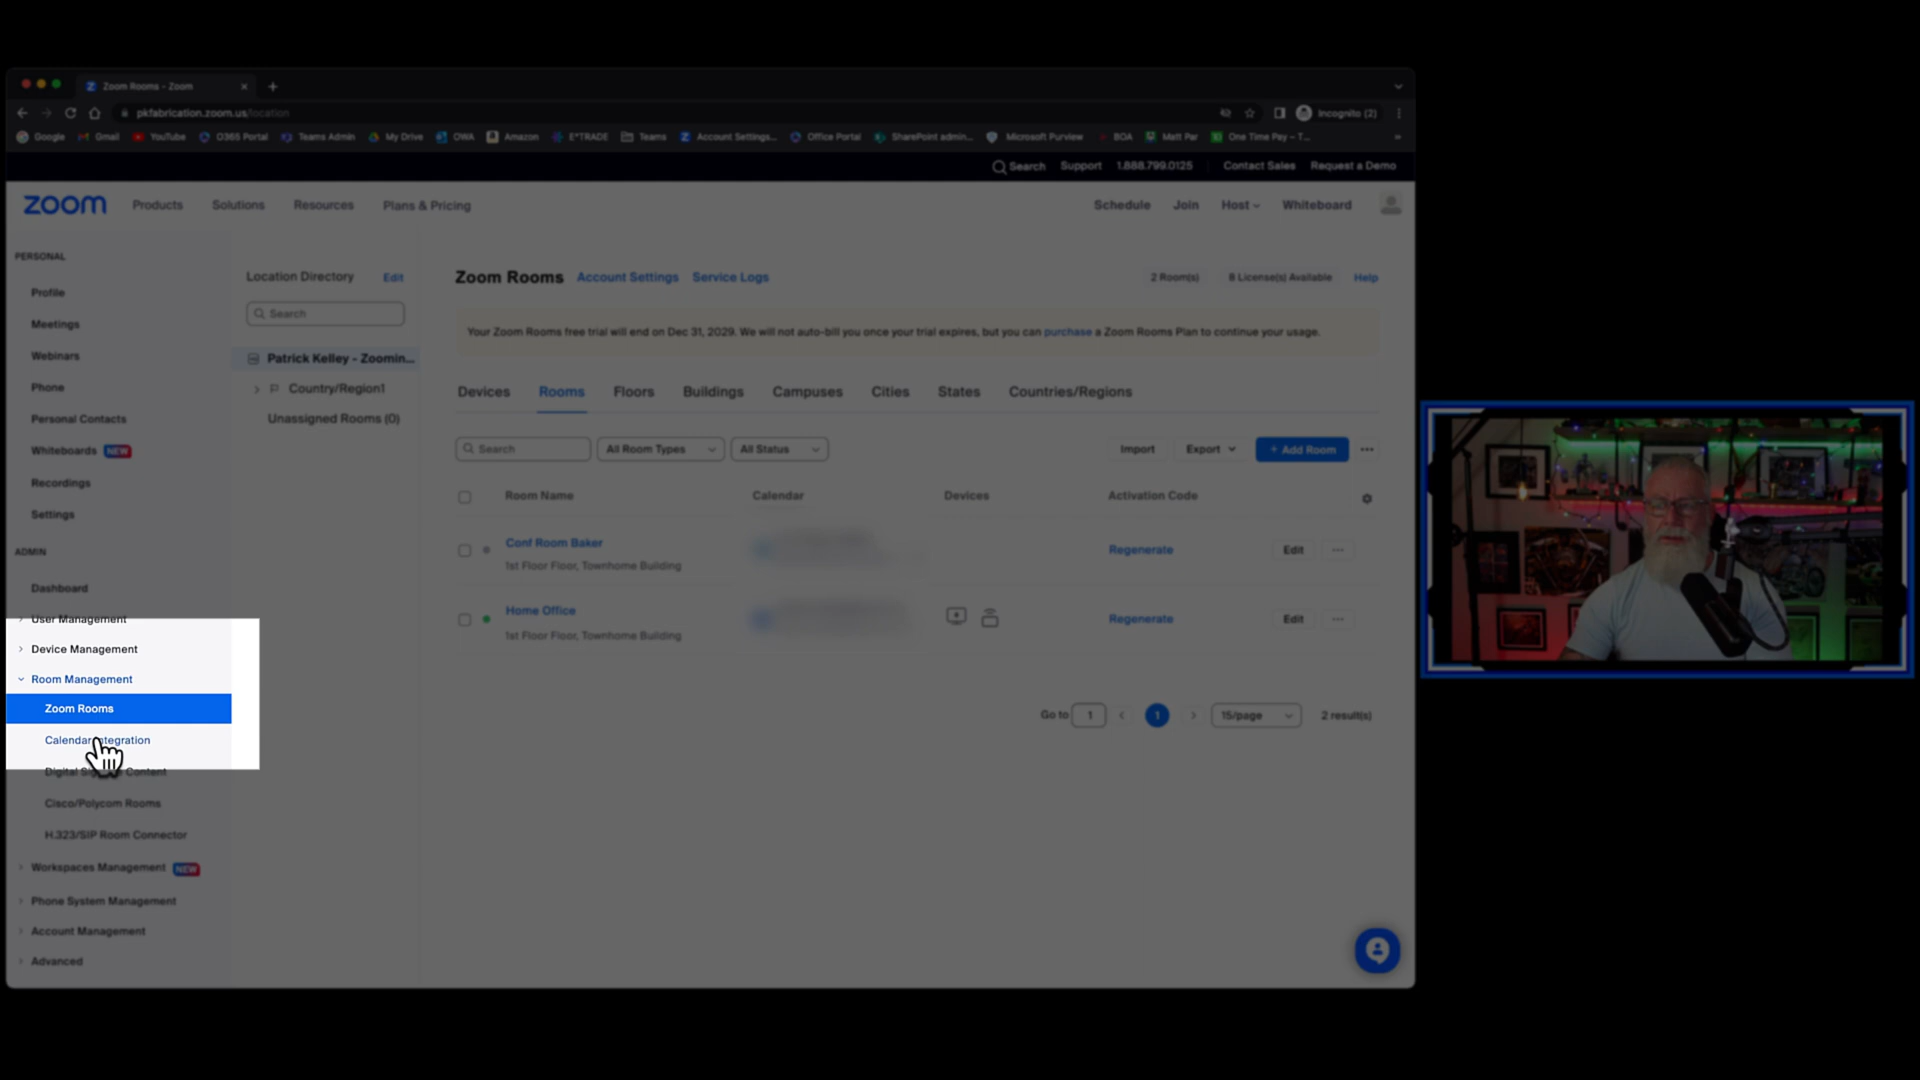 Zoom Rooms - Zoom
pkfabrication.zoom.us/location
Incognito (2)
Google
Gmail
YouTube
O365 Portal
Teams Admin
My Drive
OWA
Amazon
E*TRADE
Teams
Account Settings...
Office Portal
SharePoint admin...
Microsoft Purview
BOA
Matt Par
One Time Pay – T...
Search
Support
1.888.799.0125
Contact Sales
Request a Demo
zoom
Products
Solutions
Resources
Plans & Pricing
Schedule
Join
Host
Whiteboard
PERSONAL
Profile
Meetings
Webinars
Phone
Personal Contacts
Whiteboards NEW
Recordings
Settings
ADMIN
Dashboard
User Management
Device Management
Room Management
Zoom Rooms
Calendar
Content
Cisco/Polycom Rooms
H.323/SIP Room Connector
Workspaces Management NEW
Phone System Management
Account Management
Advanced
Location Directory
Edit
Search
Patrick Kelley - Zoomin...
Country/Region1
Unassigned Rooms (0)
Zoom Rooms
Account Settings
Service Logs
2 Room(s)
8 License(s) Available
Help
Your Zoom Rooms free trial will end on Dec 31, 2029. We will not auto-bill you once your trial expires, but you can purchase a Zoom Rooms Plan to continue your usage.
Devices
Rooms
Floors
Buildings
Campuses
Cities
States
Countries/Regions
Search
All Room Types
All Status
Import
Export
+ Add Room
Room Name
Calendar
Devices
Activation Code
Conf Room Baker
1st Floor Floor, Townhome Building
Regenerate
Edit
Home Office
1st Floor Floor, Townhome Building
Regenerate
Edit
Go to 1
1
15/page
2 result(s)